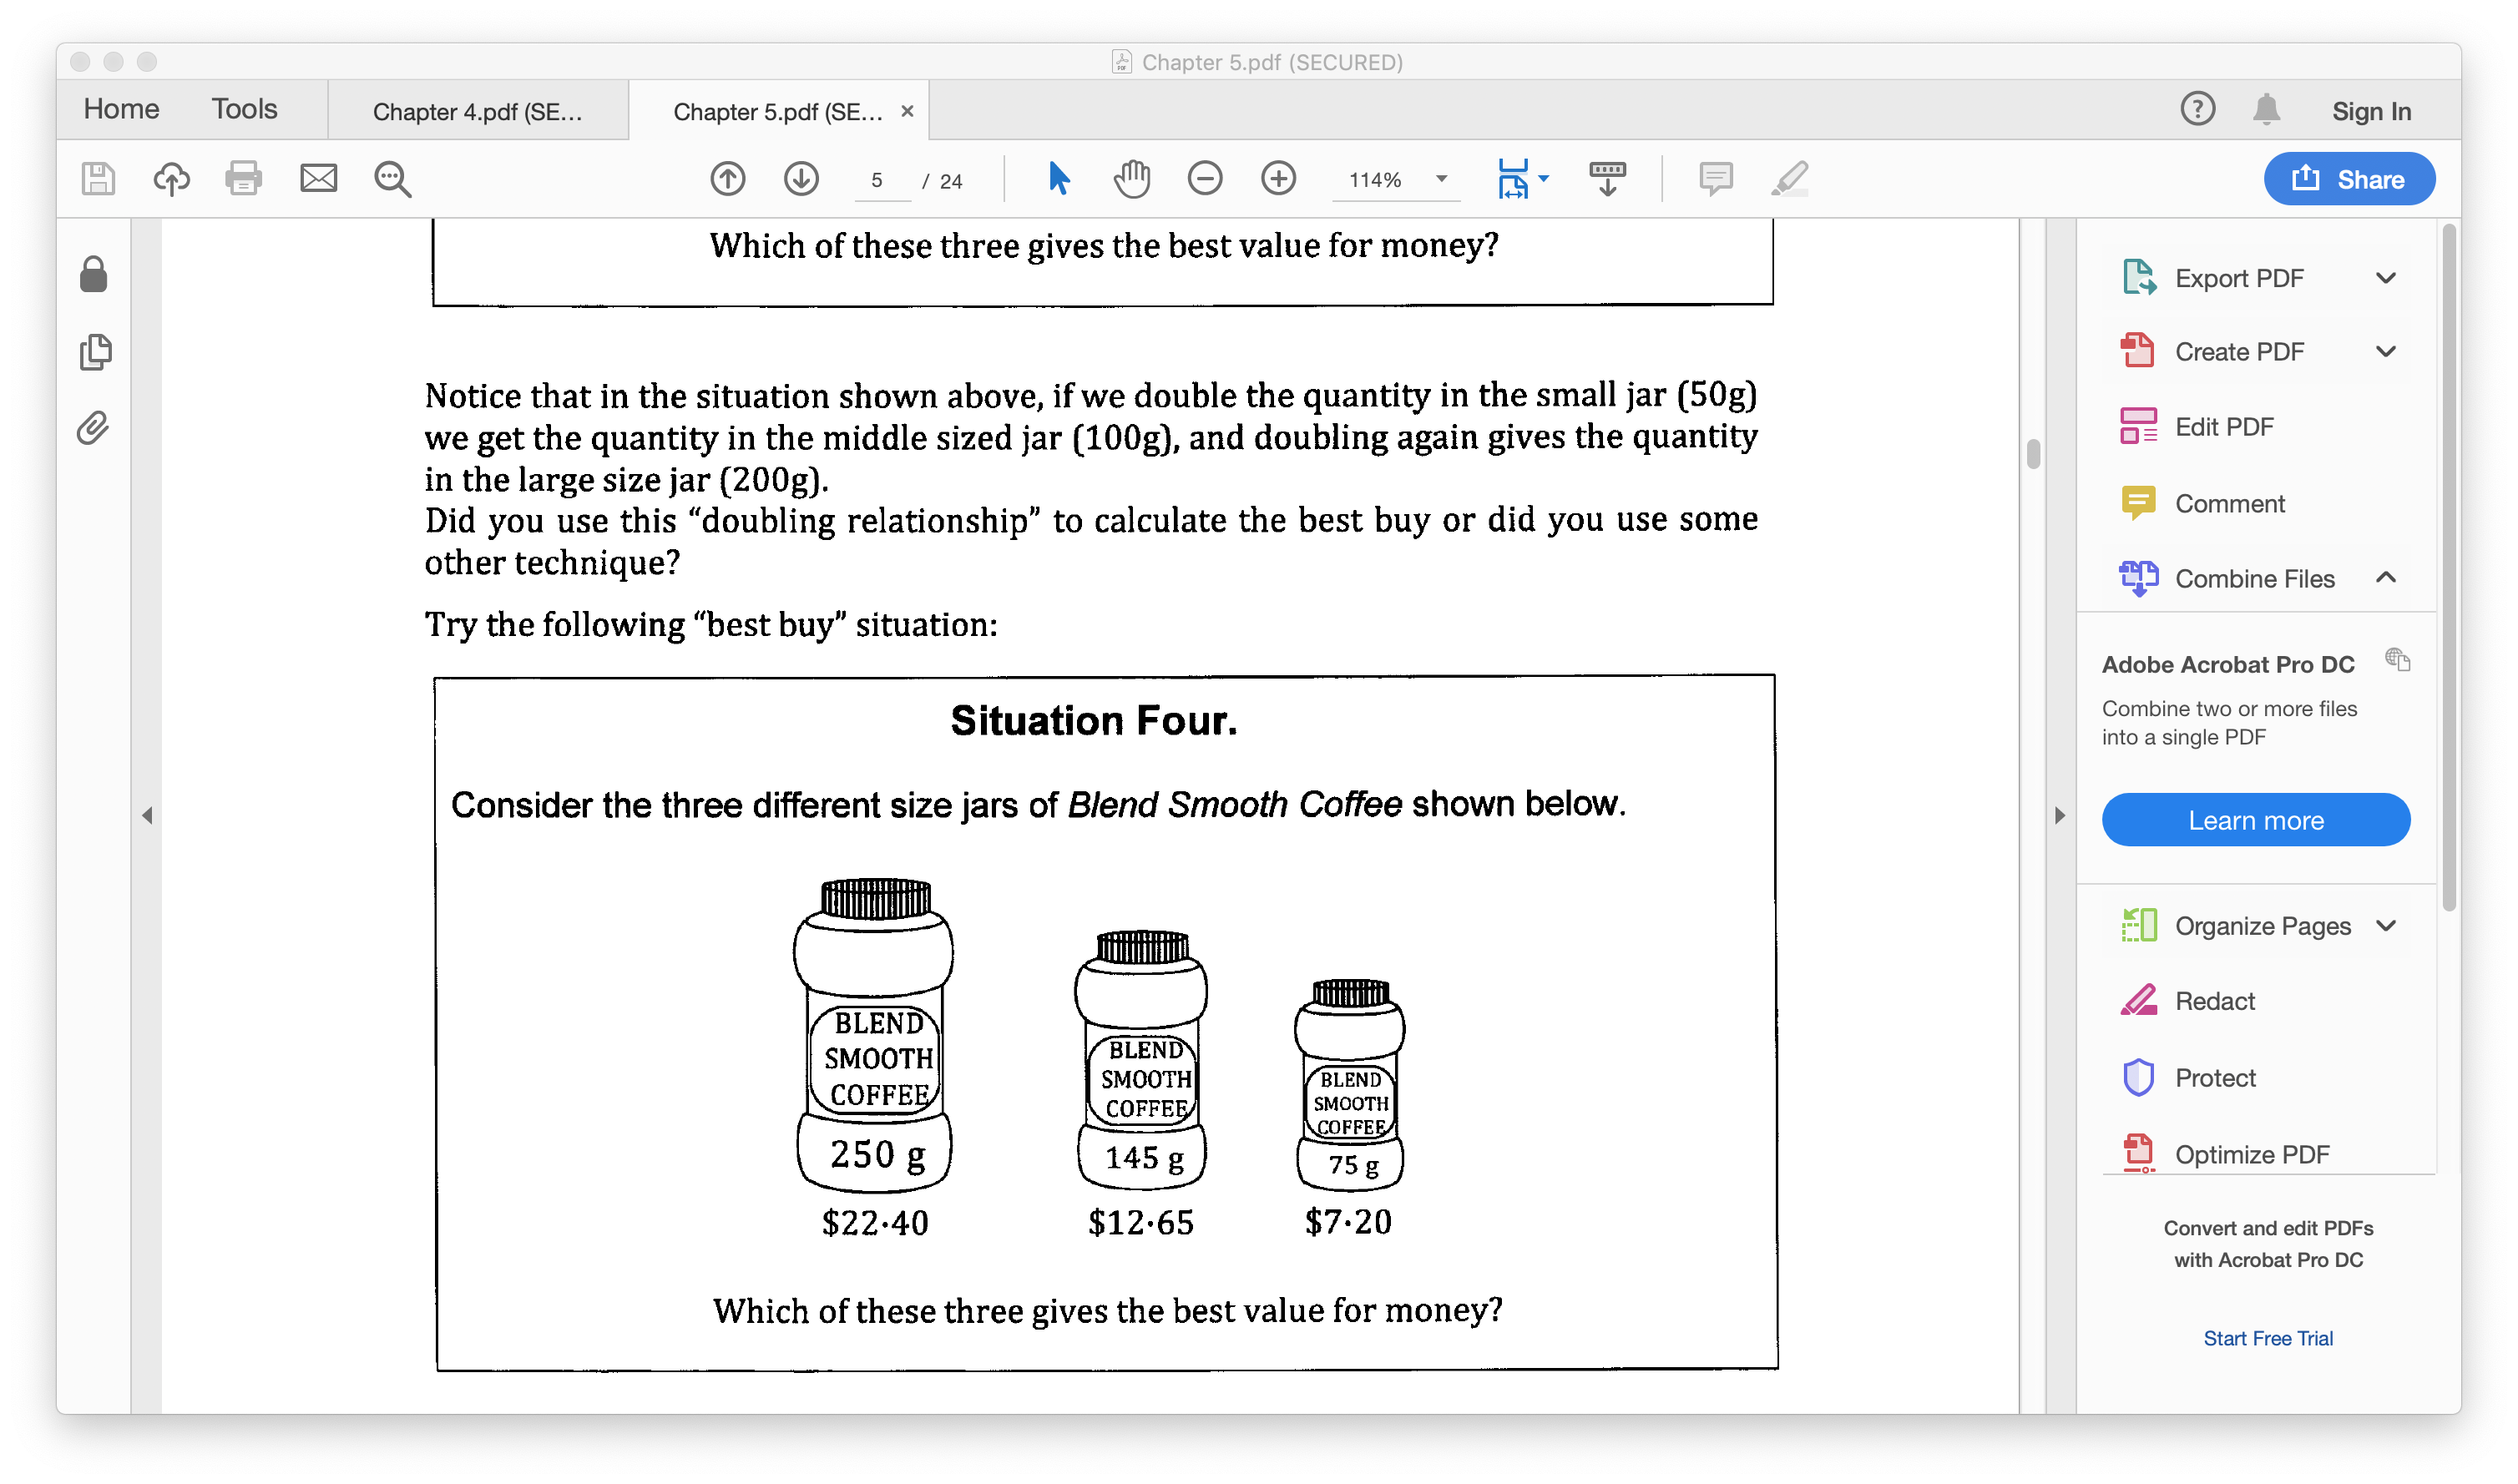 Chapter 5.pdf (SECURED)
Home Tools Chapter 4.pdf (SE... Chapter 5.pdf (SE... × ? Sign In
5 / 24 114% Share
Which of these three gives the best value for money?
Notice that in the situation shown above, if we double the quantity in the small jar (50g)
we get the quantity in the middle sized jar (100g), and doubling again gives the quantity
in the large size jar (200g).
Did you use this “doubling relationship” to calculate the best buy or did you use some
other technique?
Try the following “best buy” situation:
Situation Four.
Consider the three different size jars of Blend Smooth Coffee shown below.
BLEND
SMOOTH
COFFEE
250 g
$22·40
BLEND
SMOOTH
COFFEE
145 g
$12·65
BLEND
SMOOTH
COFFEE
75 g
$7·20
Which of these three gives the best value for money?
Export PDF
Create PDF
Edit PDF
Comment
Combine Files
Adobe Acrobat Pro DC
Combine two or more files
into a single PDF
Learn more
Organize Pages
Redact
Protect
Optimize PDF
Convert and edit PDFs
with Acrobat Pro DC
Start Free Trial